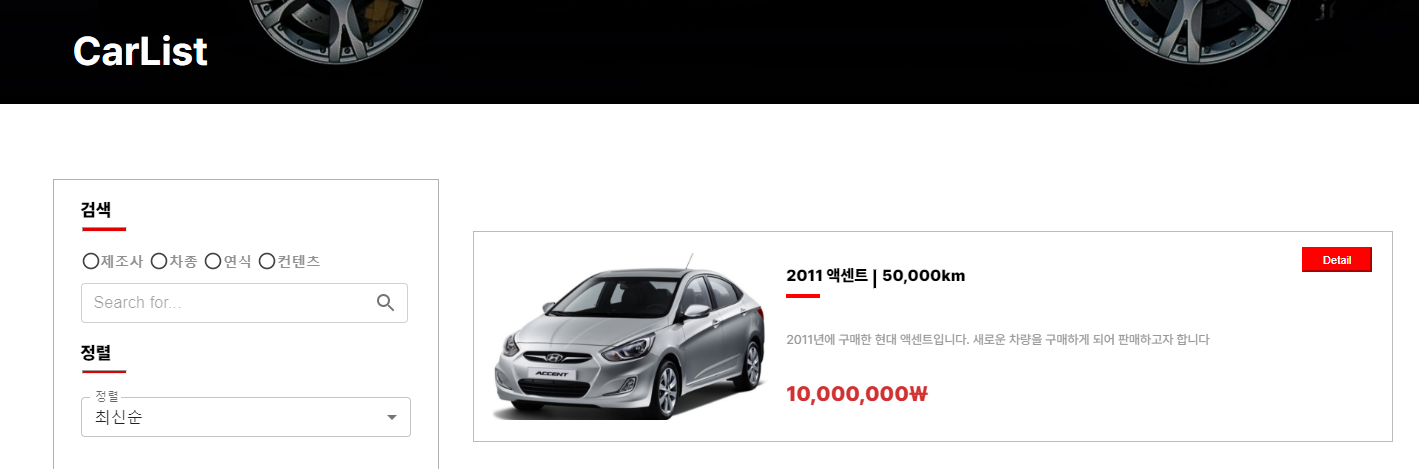 CarList
검색
제조사 차종 연식 컨텐츠
Search for...
정렬
정렬
최신순
ACCENT
2011 액센트 | 50,000km
Detail
2011년에 구매한 현대 액센트입니다. 새로운 차량을 구매하게 되어 판매하고자 합니다
10,000,000₩